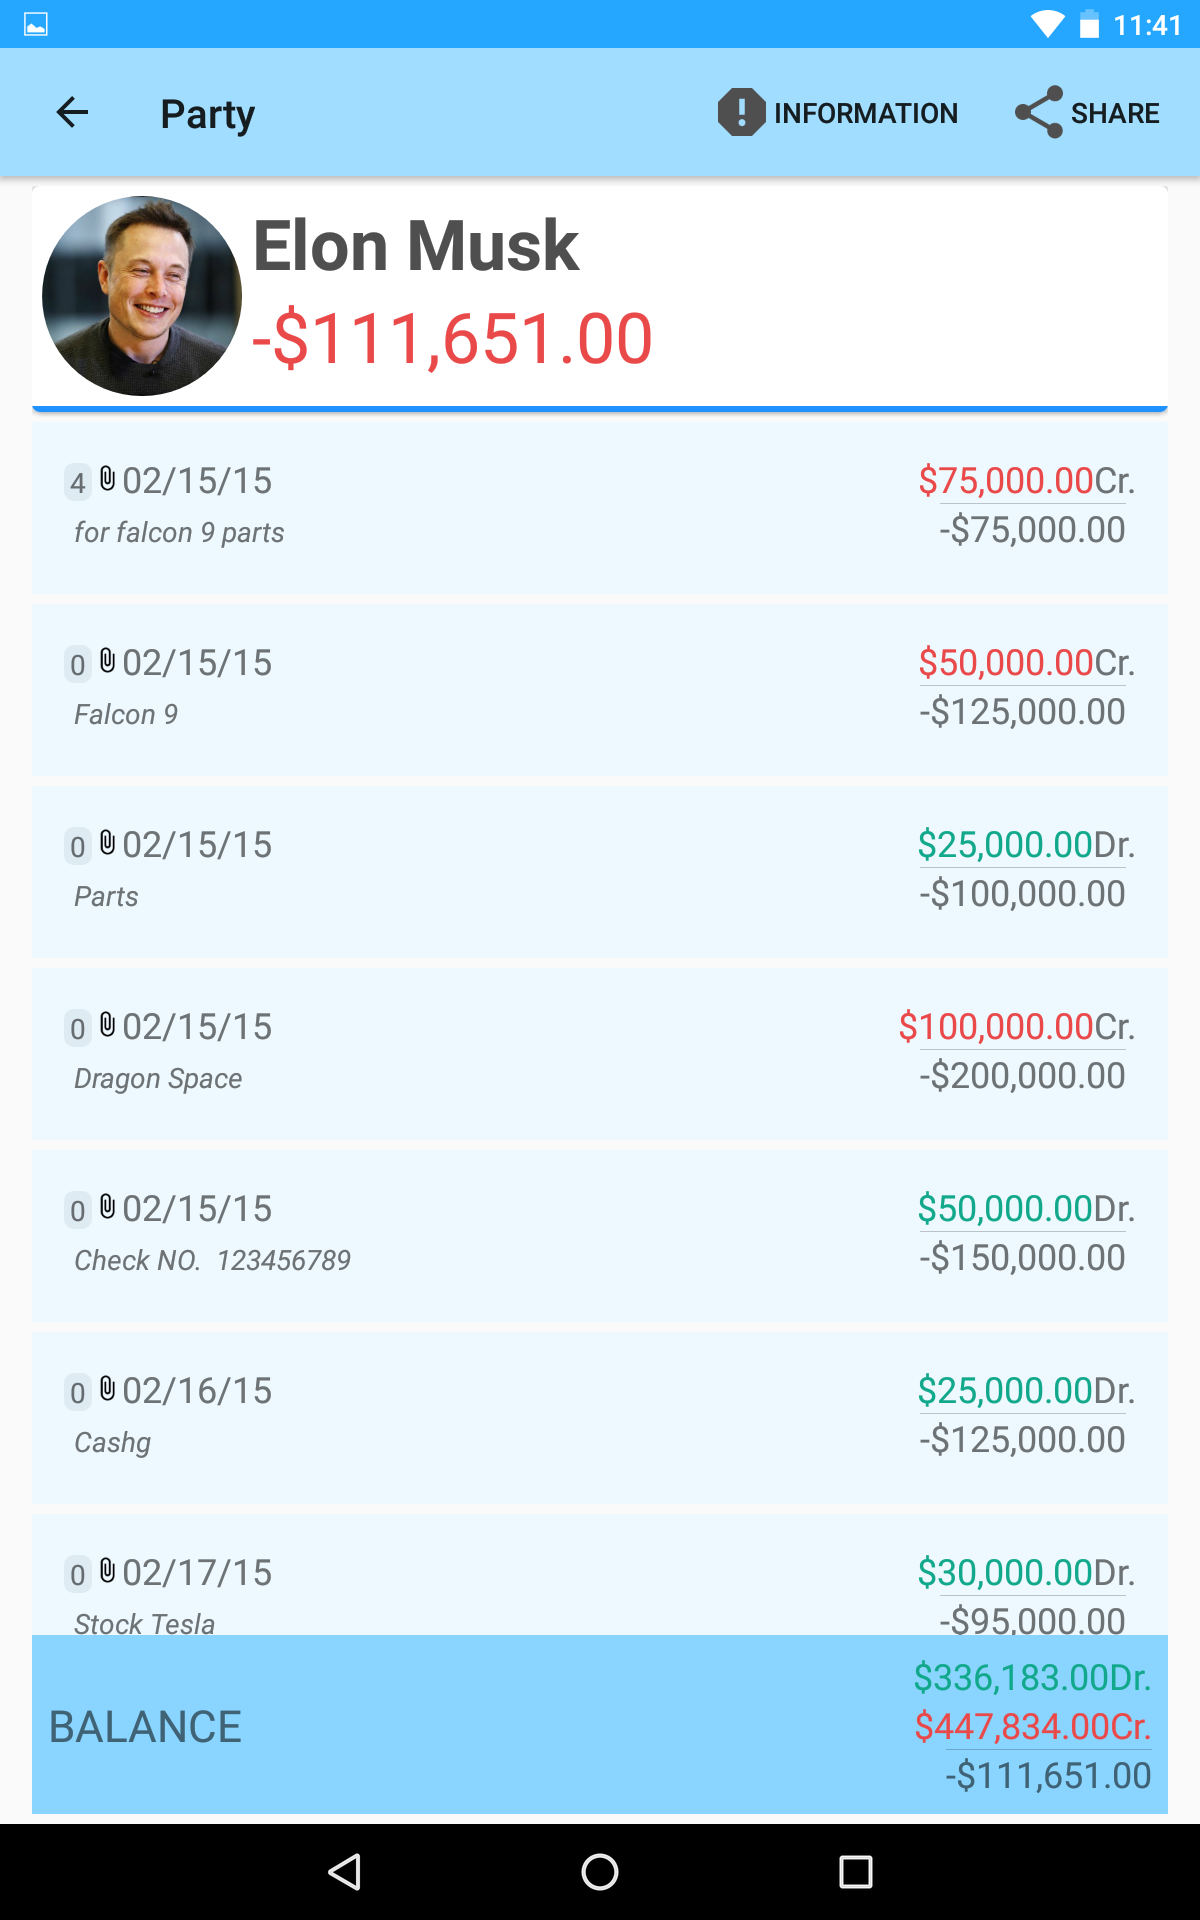 11:41
Party INFORMATION SHARE
Elon Musk
-$111,651.00
4 02/15/15 $75,000.00Cr.
for falcon 9 parts -$75,000.00
0 02/15/15 $50,000.00Cr.
Falcon 9 -$125,000.00
0 02/15/15 $25,000.00Dr.
Parts -$100,000.00
0 02/15/15 $100,000.00Cr.
Dragon Space -$200,000.00
0 02/15/15 $50,000.00Dr.
Check NO.  123456789 -$150,000.00
0 02/16/15 $25,000.00Dr.
Cashg -$125,000.00
0 02/17/15 $30,000.00Dr.
Stock Tesla -$95,000.00
$336,183.00Dr.
BALANCE $447,834.00Cr.
-$111,651.00